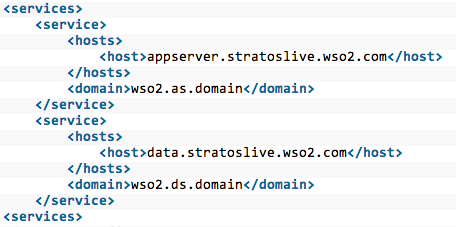 <services>
<service>
<hosts>
<host>appserver.stratoslive.wso2.com</host>
</hosts>
<domain>wso2.as.domain</domain>
</service>
<service>
<hosts>
<host>data.stratoslive.wso2.com</host>
</hosts>
<domain>wso2.ds.domain</domain>
</service>
<services>